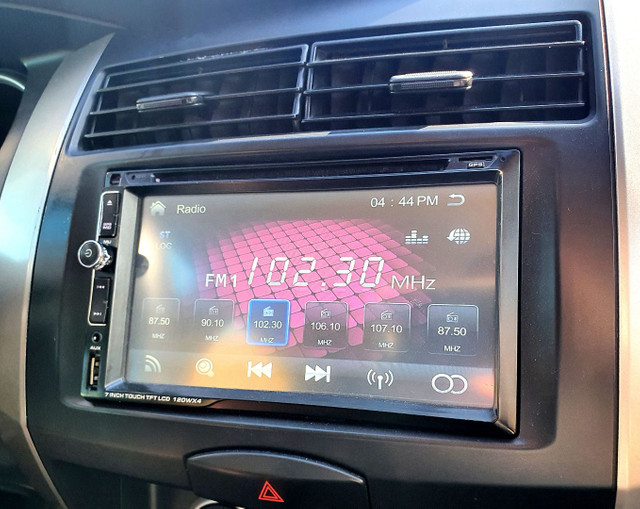 GPS
Radio
04 : 44 PM
ST
LOC
FM1 102.30 MHz
87.50 90.10 102.30 106.10 107.10 87.50
MHZ MHZ MHZ MHZ MHZ MHZ
AUX
7 INCH TOUCH TFT LCD 120WX4